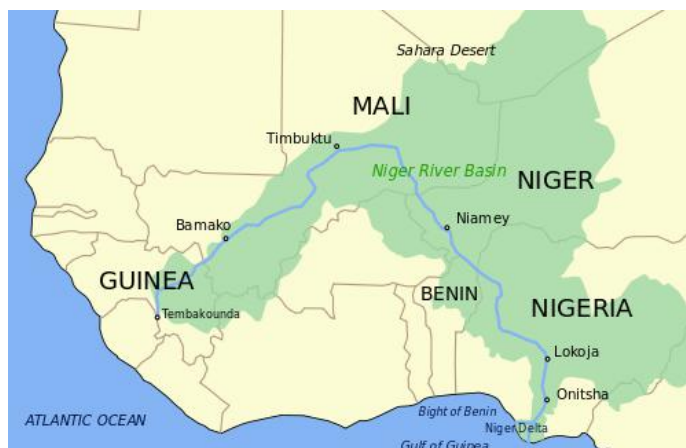 Sahara Desert
MALI
Timbuktu
Niger River Basin
NIGER
Bamako
Niamey
GUINEA
BENIN
NIGERIA
Tembakounda
Lokoja
Onitsha
ATLANTIC OCEAN
Bight of Benin
Niger Delta
Gulf of Guinea